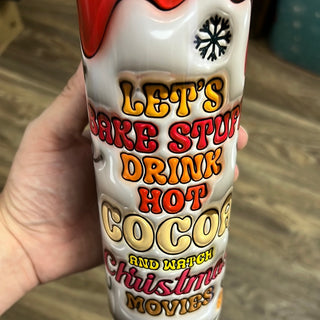 LET'S
BAKE STUFF
DRINK
HOT
COCOA
AND WATCH
Christmas
MOVIES